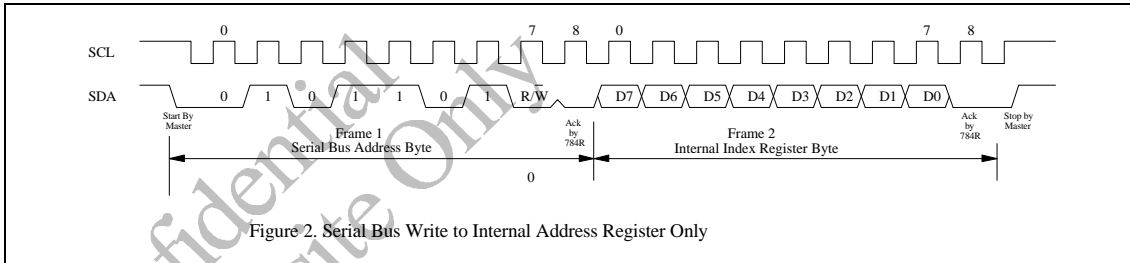 0 7 8 0 7 8
SCL
SDA
0 1 0 1 1 0 1 R/W D7 D6 D5 D4 D3 D2 D1 D0
Start By
Master
Ack
by
784R
Ack
by
784R
Stop by
Master
Frame 1
Serial Bus Address Byte
Frame 2
Internal Index Register Byte
0
Figure 2. Serial Bus Write to Internal Address Register Only
fidential
ite Only